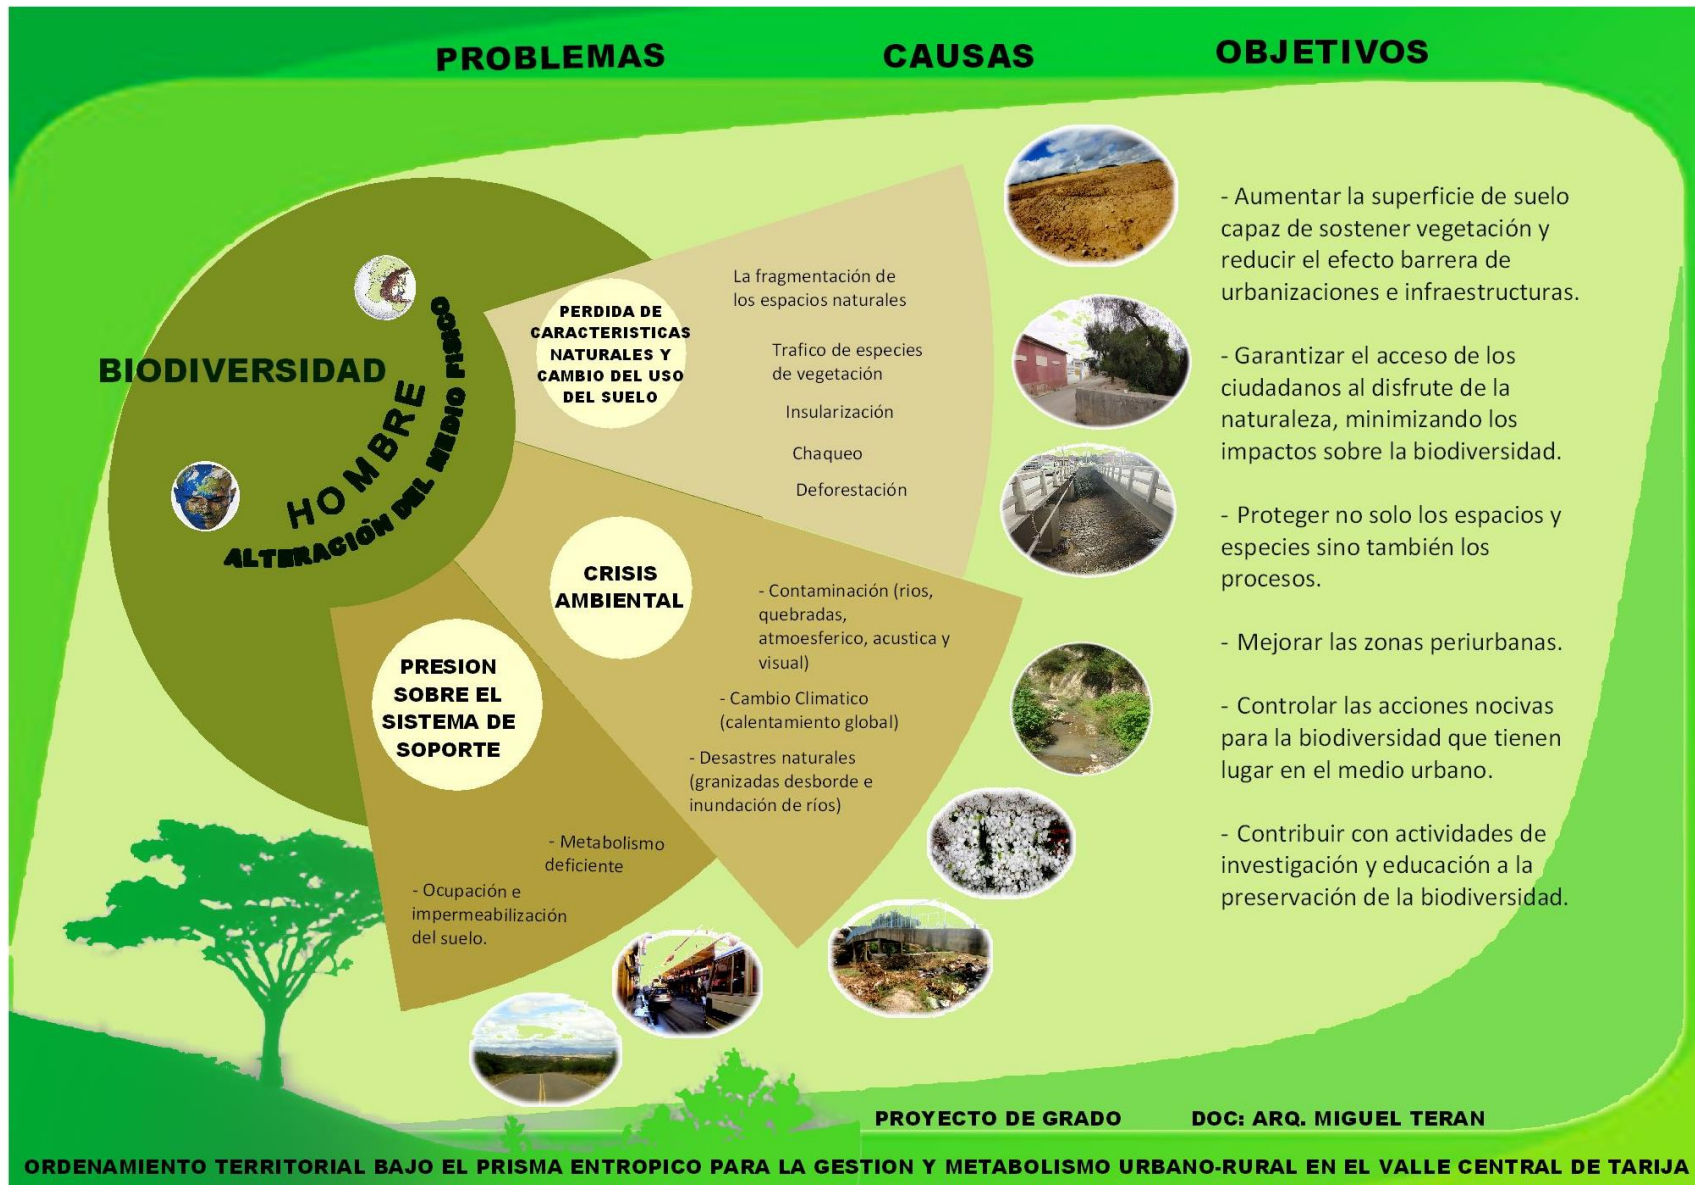 PROBLEMAS
CAUSAS
OBJETIVOS
BIODIVERSIDAD
HOMBRE
ALTERACIÓN DEL MEDIO FÍSICO
PERDIDA DE
CARACTERISTICAS
NATURALES Y
CAMBIO DEL USO
DEL SUELO
La fragmentación de
los espacios naturales
Trafico de especies
de vegetación
Insularización
Chaqueo
Deforestación
CRISIS
AMBIENTAL
- Contaminación (rios,
quebradas,
atmoesferico, acustica y
visual)
- Cambio Climatico
(calentamiento global)
- Desastres naturales
(granizadas desborde e
inundación de ríos)
PRESION
SOBRE EL
SISTEMA DE
SOPORTE
- Metabolismo
deficiente
- Ocupación e
impermeabilización
del suelo.
- Aumentar la superficie de suelo
capaz de sostener vegetación y
reducir el efecto barrera de
urbanizaciones e infraestructuras.
- Garantizar el acceso de los
ciudadanos al disfrute de la
naturaleza, minimizando los
impactos sobre la biodiversidad.
- Proteger no solo los espacios y
especies sino también los
procesos.
- Mejorar las zonas periurbanas.
- Controlar las acciones nocivas
para la biodiversidad que tienen
lugar en el medio urbano.
- Contribuir con actividades de
investigación y educación a la
preservación de la biodiversidad.
PROYECTO DE GRADO
DOC: ARQ. MIGUEL TERAN
ORDENAMIENTO TERRITORIAL BAJO EL PRISMA ENTROPICO PARA LA GESTION Y METABOLISMO URBANO-RURAL EN EL VALLE CENTRAL DE TARIJA